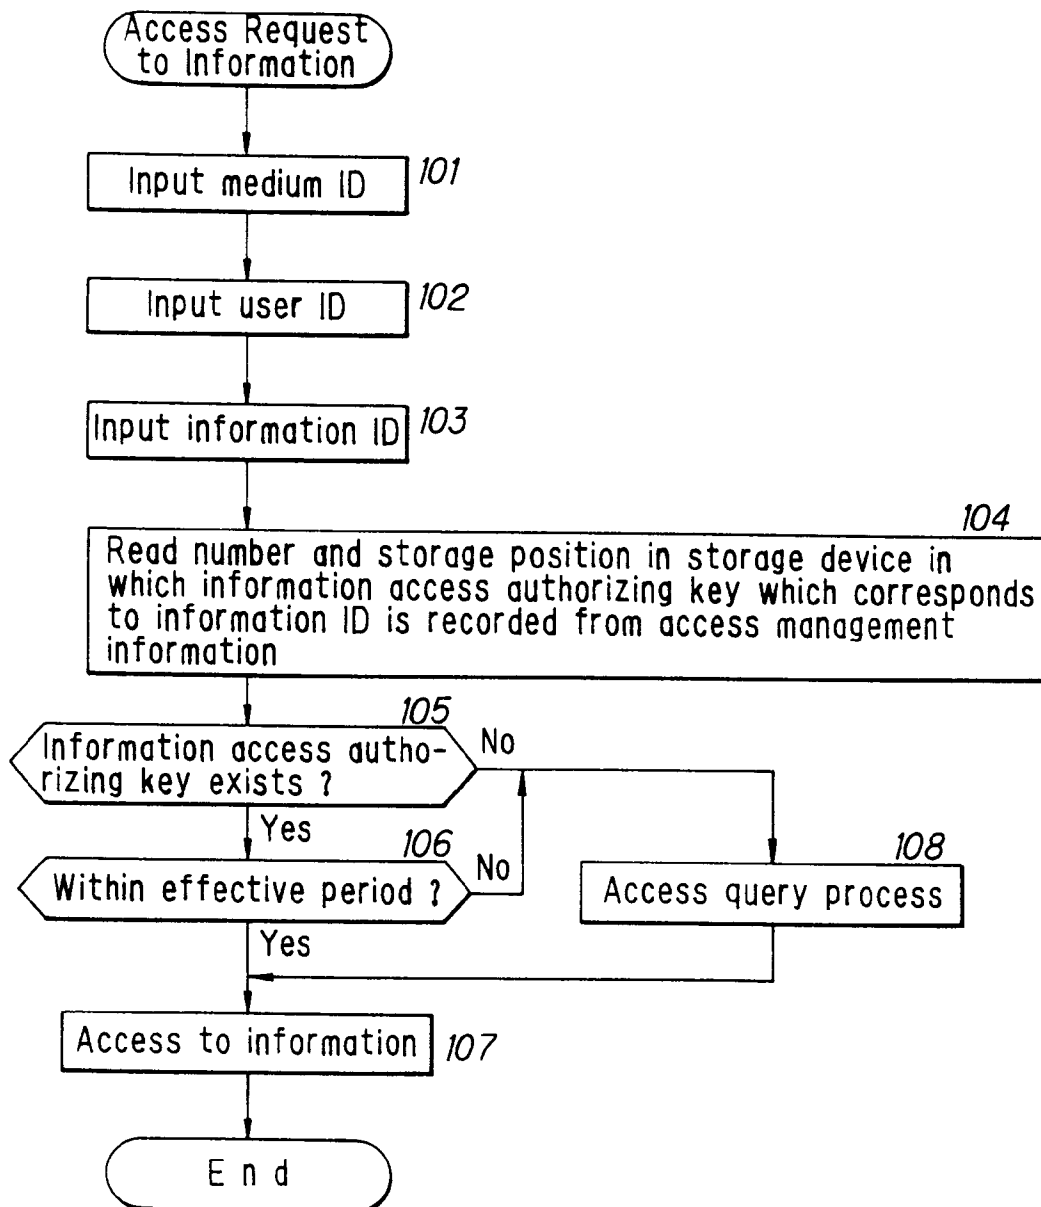 Access Request
to Information
Input medium ID
101
Input user ID
102
Input information ID
103
104
Read number and storage position in storage device in
which information access authorizing key which corresponds
to information ID is recorded from access management
information
105
Information access autho-
rizing key exists ?
No
Yes
106
Within effective period ?
No
Yes
108
Access query process
Access to information
107
End